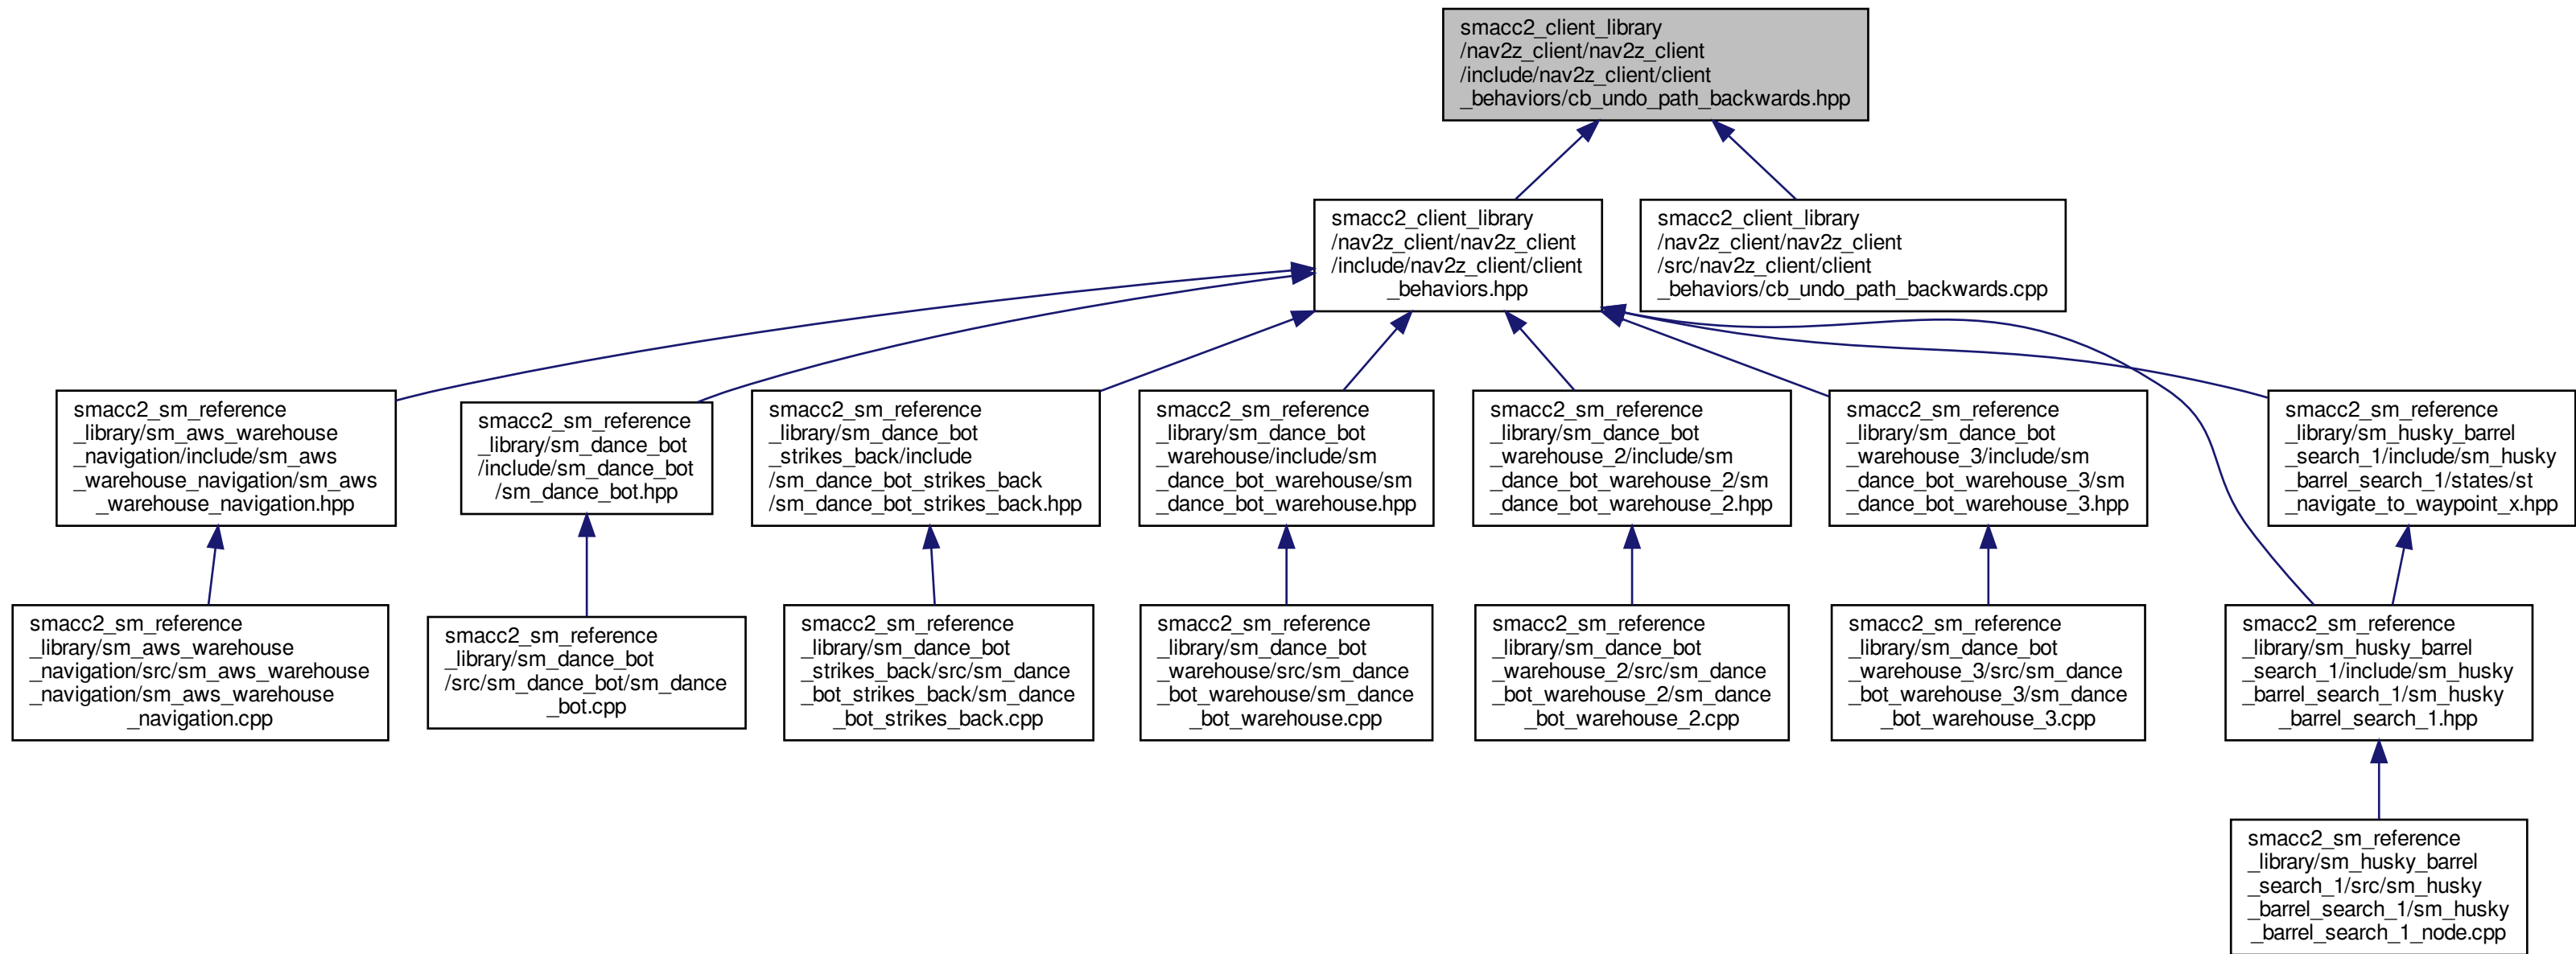 smacc2_client_library
/nav2z_client/nav2z_client
/include/nav2z_client/client
_behaviors/cb_undo_path_backwards.hpp
smacc2_client_library
/nav2z_client/nav2z_client
/include/nav2z_client/client
_behaviors.hpp
smacc2_client_library
/nav2z_client/nav2z_client
/src/nav2z_client/client
_behaviors/cb_undo_path_backwards.cpp
smacc2_sm_reference
_library/sm_aws_warehouse
_navigation/include/sm_aws
_warehouse_navigation/sm_aws
_warehouse_navigation.hpp
smacc2_sm_reference
_library/sm_dance_bot
/include/sm_dance_bot
/sm_dance_bot.hpp
smacc2_sm_reference
_library/sm_dance_bot
_strikes_back/include
/sm_dance_bot_strikes_back
/sm_dance_bot_strikes_back.hpp
smacc2_sm_reference
_library/sm_dance_bot
_warehouse/include/sm
_dance_bot_warehouse/sm
_dance_bot_warehouse.hpp
smacc2_sm_reference
_library/sm_dance_bot
_warehouse_2/include/sm
_dance_bot_warehouse_2/sm
_dance_bot_warehouse_2.hpp
smacc2_sm_reference
_library/sm_dance_bot
_warehouse_3/include/sm
_dance_bot_warehouse_3/sm
_dance_bot_warehouse_3.hpp
smacc2_sm_reference
_library/sm_husky_barrel
_search_1/include/sm_husky
_barrel_search_1/states/st
_navigate_to_waypoint_x.hpp
smacc2_sm_reference
_library/sm_aws_warehouse
_navigation/src/sm_aws_warehouse
_navigation/sm_aws_warehouse
_navigation.cpp
smacc2_sm_reference
_library/sm_dance_bot
/src/sm_dance_bot/sm_dance
_bot.cpp
smacc2_sm_reference
_library/sm_dance_bot
_strikes_back/src/sm_dance
_bot_strikes_back/sm_dance
_bot_strikes_back.cpp
smacc2_sm_reference
_library/sm_dance_bot
_warehouse/src/sm_dance
_bot_warehouse/sm_dance
_bot_warehouse.cpp
smacc2_sm_reference
_library/sm_dance_bot
_warehouse_2/src/sm_dance
_bot_warehouse_2/sm_dance
_bot_warehouse_2.cpp
smacc2_sm_reference
_library/sm_dance_bot
_warehouse_3/src/sm_dance
_bot_warehouse_3/sm_dance
_bot_warehouse_3.cpp
smacc2_sm_reference
_library/sm_husky_barrel
_search_1/include/sm_husky
_barrel_search_1/sm_husky
_barrel_search_1.hpp
smacc2_sm_reference
_library/sm_husky_barrel
_search_1/src/sm_husky
_barrel_search_1/sm_husky
_barrel_search_1_node.cpp